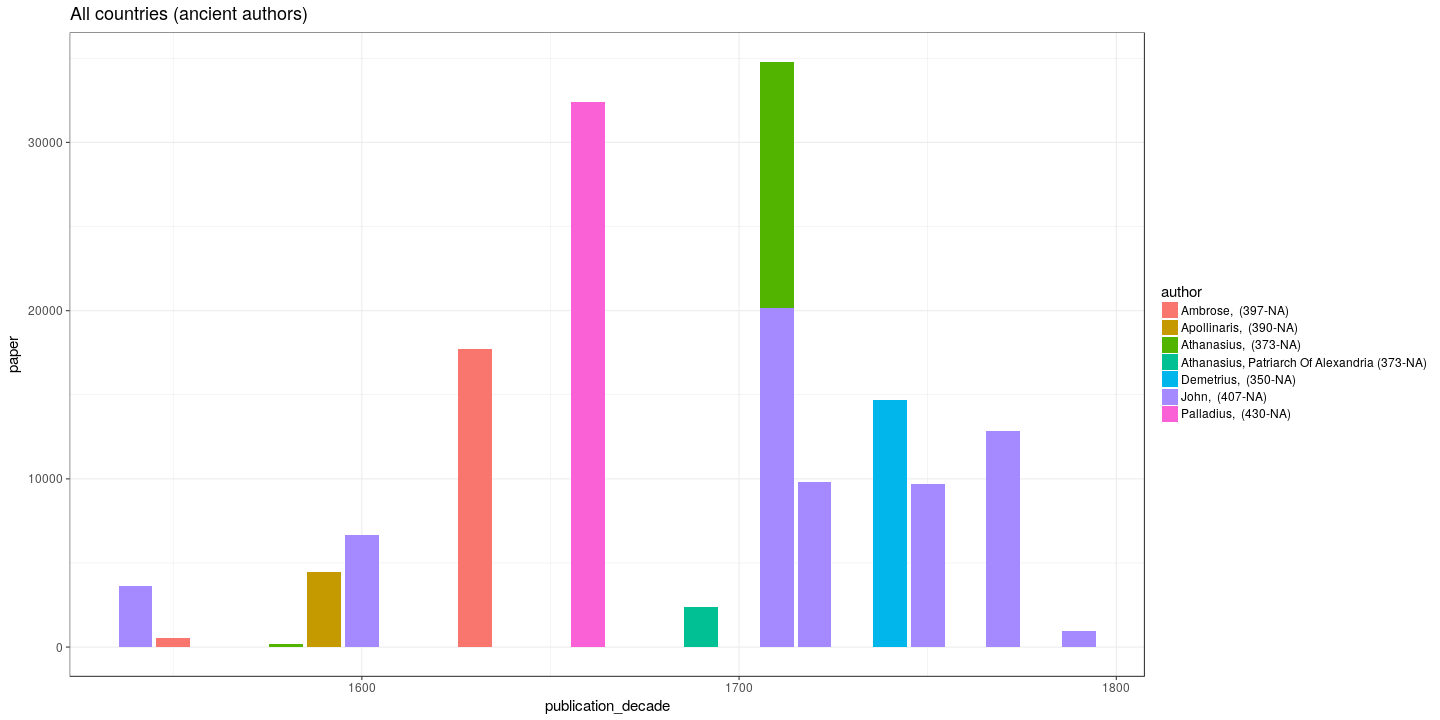 All countries (ancient authors)
30000
20000
10000
0
paper
1600
1700
1800
publication_decade
author
Ambrose,  (397-NA)
Apollinaris,  (390-NA)
Athanasius,  (373-NA)
Athanasius, Patriarch Of Alexandria (373-NA)
Demetrius,  (350-NA)
John,  (407-NA)
Palladius,  (430-NA)